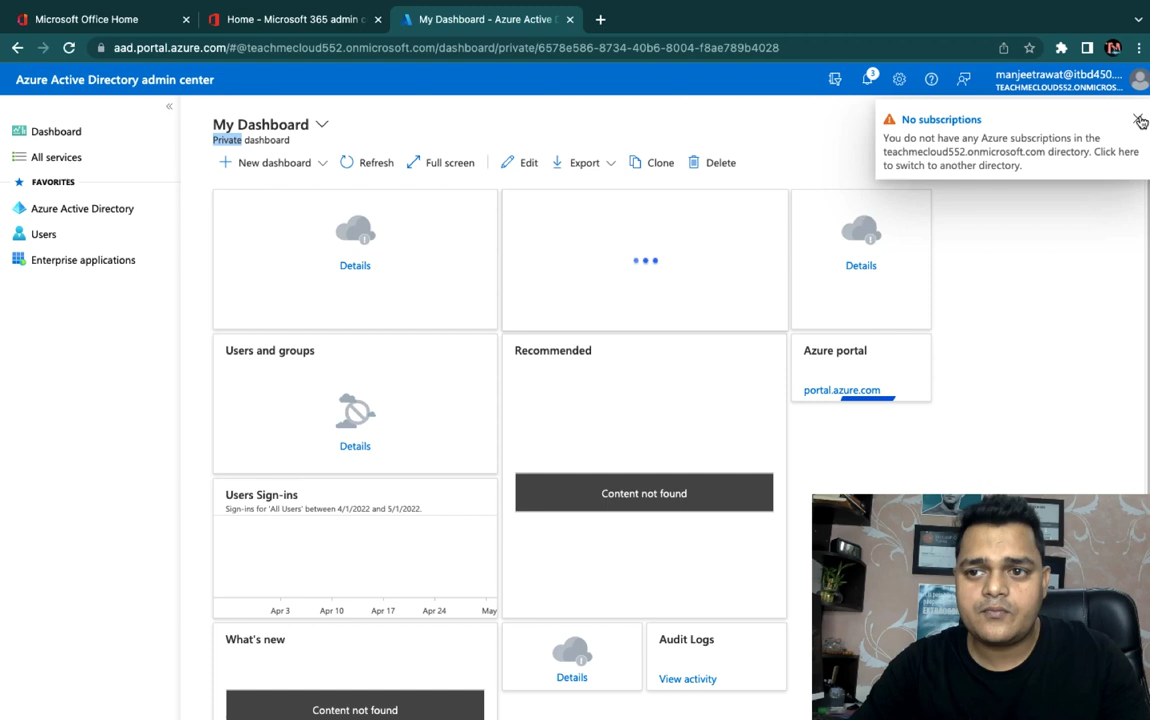 Microsoft Office Home
Home - Microsoft 365 admin c
My Dashboard - Azure Active D
aad.portal.azure.com/#@teachmecloud552.onmicrosoft.com/dashboard/private/6578e586-8734-40b6-8004-f8ae789b4028
Azure Active Directory admin center
3
manjeetrawat@itbd450....
TEACHMECLOUD552.ONMICROS...
No subscriptions
You do not have any Azure subscriptions in the
teachmecloud552.onmicrosoft.com directory. Click here
to switch to another directory.
Dashboard
All services
FAVORITES
Azure Active Directory
Users
Enterprise applications
My Dashboard
Private dashboard
New dashboard
Refresh
Full screen
Edit
Export
Clone
Delete
Details
Details
Users and groups
Details
Recommended
Content not found
Azure portal
portal.azure.com
Users Sign-ins
Sign-ins for 'All Users' between 4/1/2022 and 5/1/2022.
Apr 3
Apr 10
Apr 17
Apr 24
May
What's new
Content not found
Details
Audit Logs
View activity